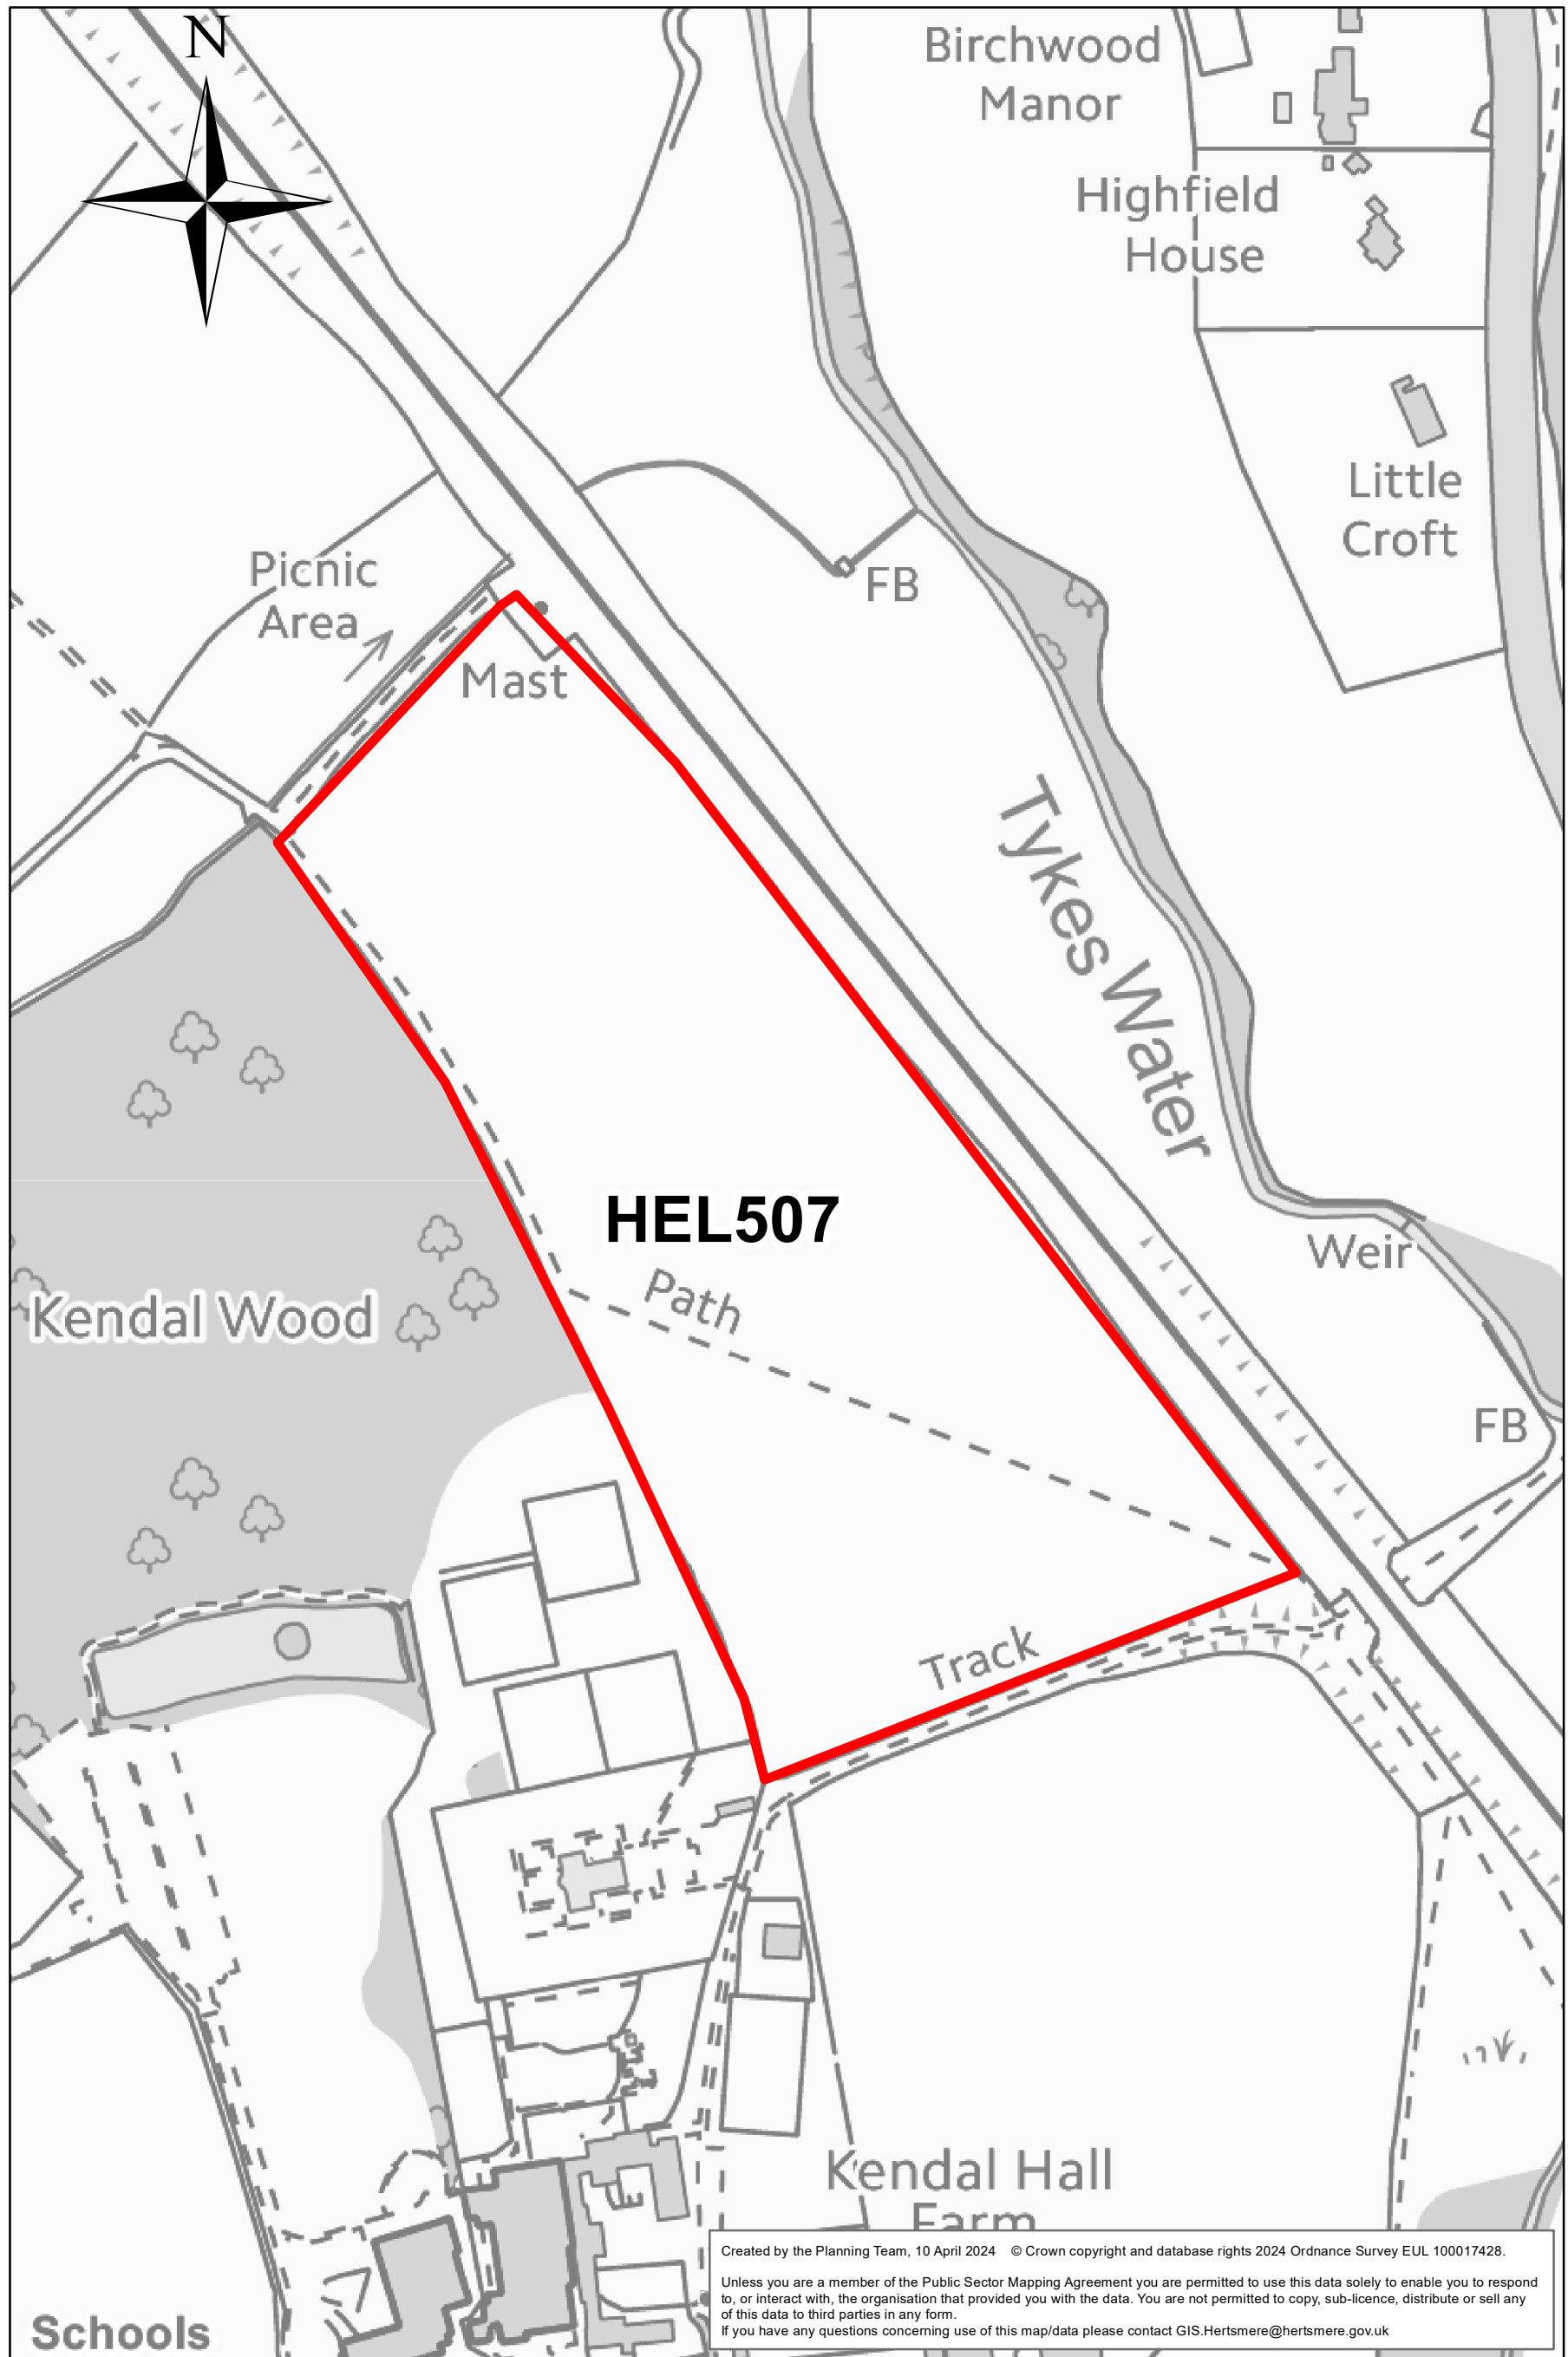 N
Birchwood
Manor
Highfield
House
Little
Croft
Picnic
Area
FB
Mast
Tykes Water
HEL507
Weir
Path
Kendal Wood
FB
Track
Kendal Hall
Farm
Schools
Created by the Planning Team, 10 April 2024 © Crown copyright and database rights 2024 Ordnance Survey EUL 100017428.
Unless you are a member of the Public Sector Mapping Agreement you are permitted to use this data solely to enable you to respond
to, or interact with, the organisation that provided you with the data. You are not permitted to copy, sub-licence, distribute or sell any
of this data to third parties in any form.
If you have any questions concerning use of this map/data please contact GIS.Hertsmere@hertsmere.gov.uk